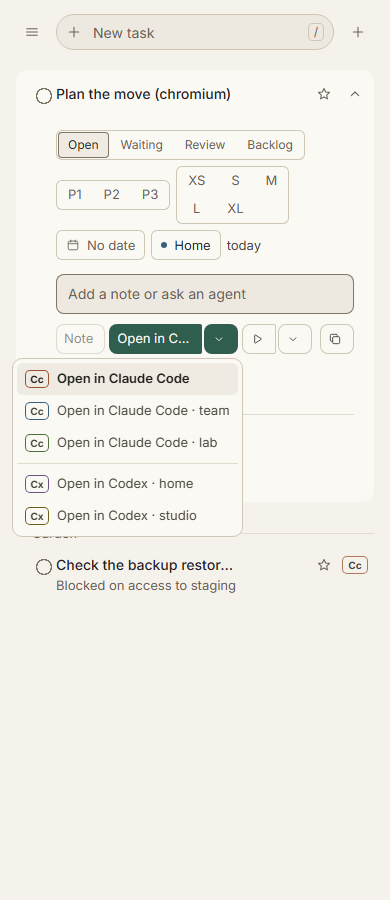 New task /
Plan the move (chromium)
Open Waiting Review Backlog
P1 P2 P3
XS S M
L XL
No date Home today
Add a note or ask an agent
Note Open in C...
Cc Open in Claude Code
Cc Open in Claude Code · team
Cc Open in Claude Code · lab
Cx Open in Codex · home
Cx Open in Codex · studio
Check the backup restor... Cc
Blocked on access to staging